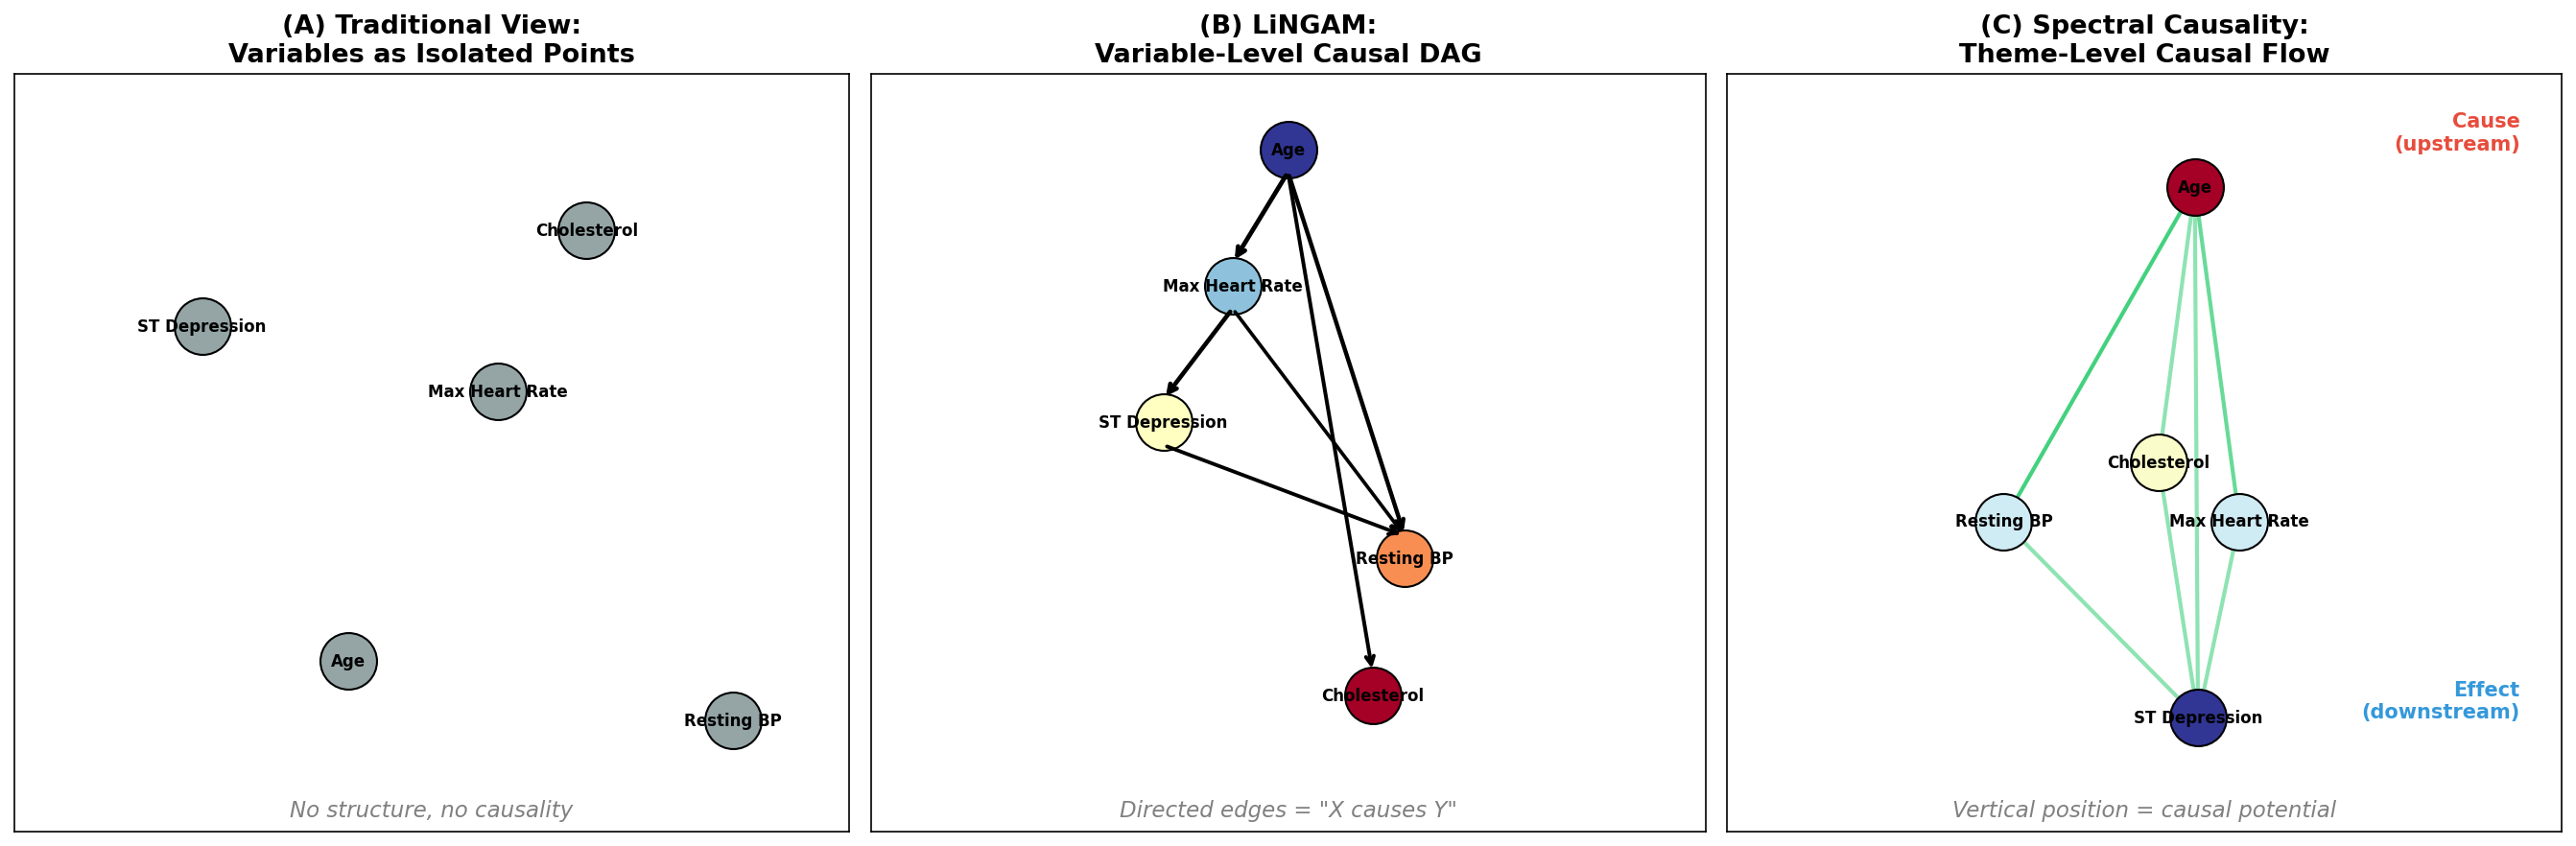 (A) Traditional View:
Variables as Isolated Points
Cholesterol
ST Depression
Max Heart Rate
Age
Resting BP
No structure, no causality
(B) LiNGAM:
Variable-Level Causal DAG
Age
Max Heart Rate
ST Depression
Resting BP
Cholesterol
Directed edges = "X causes Y"
(C) Spectral Causality:
Theme-Level Causal Flow
Cause
(upstream)
Age
Cholesterol
Resting BP
Max Heart Rate
Effect
(downstream)
ST Depression
Vertical position = causal potential